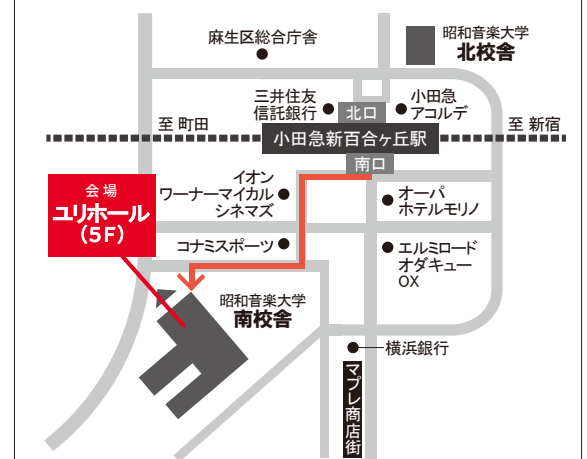 麻生区総合庁舎
昭和音楽大学
北校舎
三井住友
信託銀行
北口
小田急
アコルデ
至 町田
小田急新百合ヶ丘駅
至 新宿
南口
会場
ユリホール
(5F)
イオン
ワーナーマイカル
シネマズ
オーパ
ホテルモリノ
コナミスポーツ
エルミロード
オダキュー
OX
昭和音楽大学
南校舎
横浜銀行
マプレ商店街